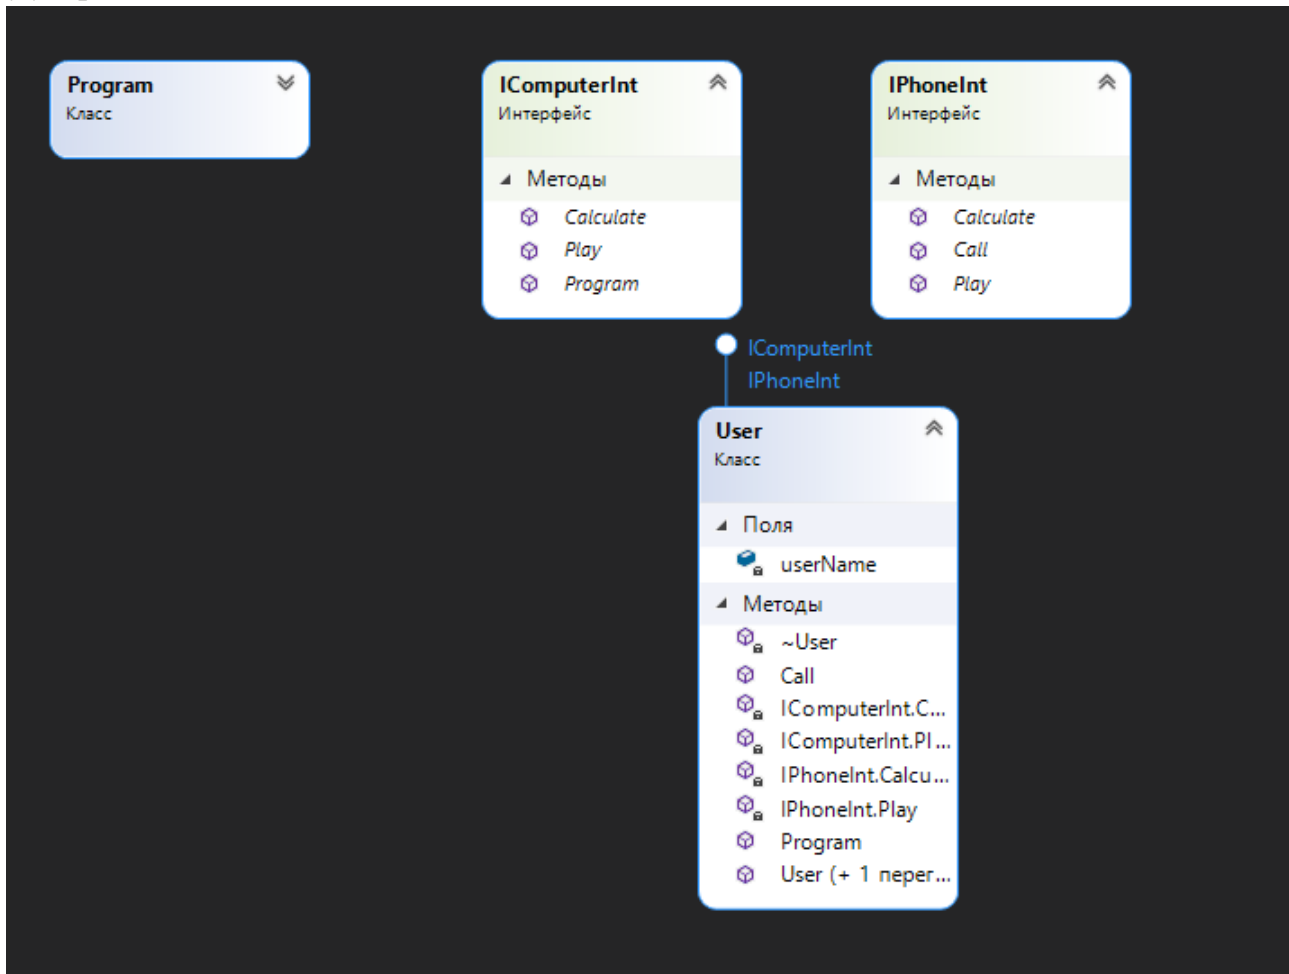 Program
Класс
IComputerInt
Интерфейс
Методы
Calculate
Play
Program
IPhoneInt
Интерфейс
Методы
Calculate
Call
Play
IComputerInt
IPhoneInt
User
Класс
Поля
userName
Методы
~User
Call
IComputerInt.C...
IComputerInt.Pl...
IPhoneInt.Calcu...
IPhoneInt.Play
Program
User (+ 1 перег...